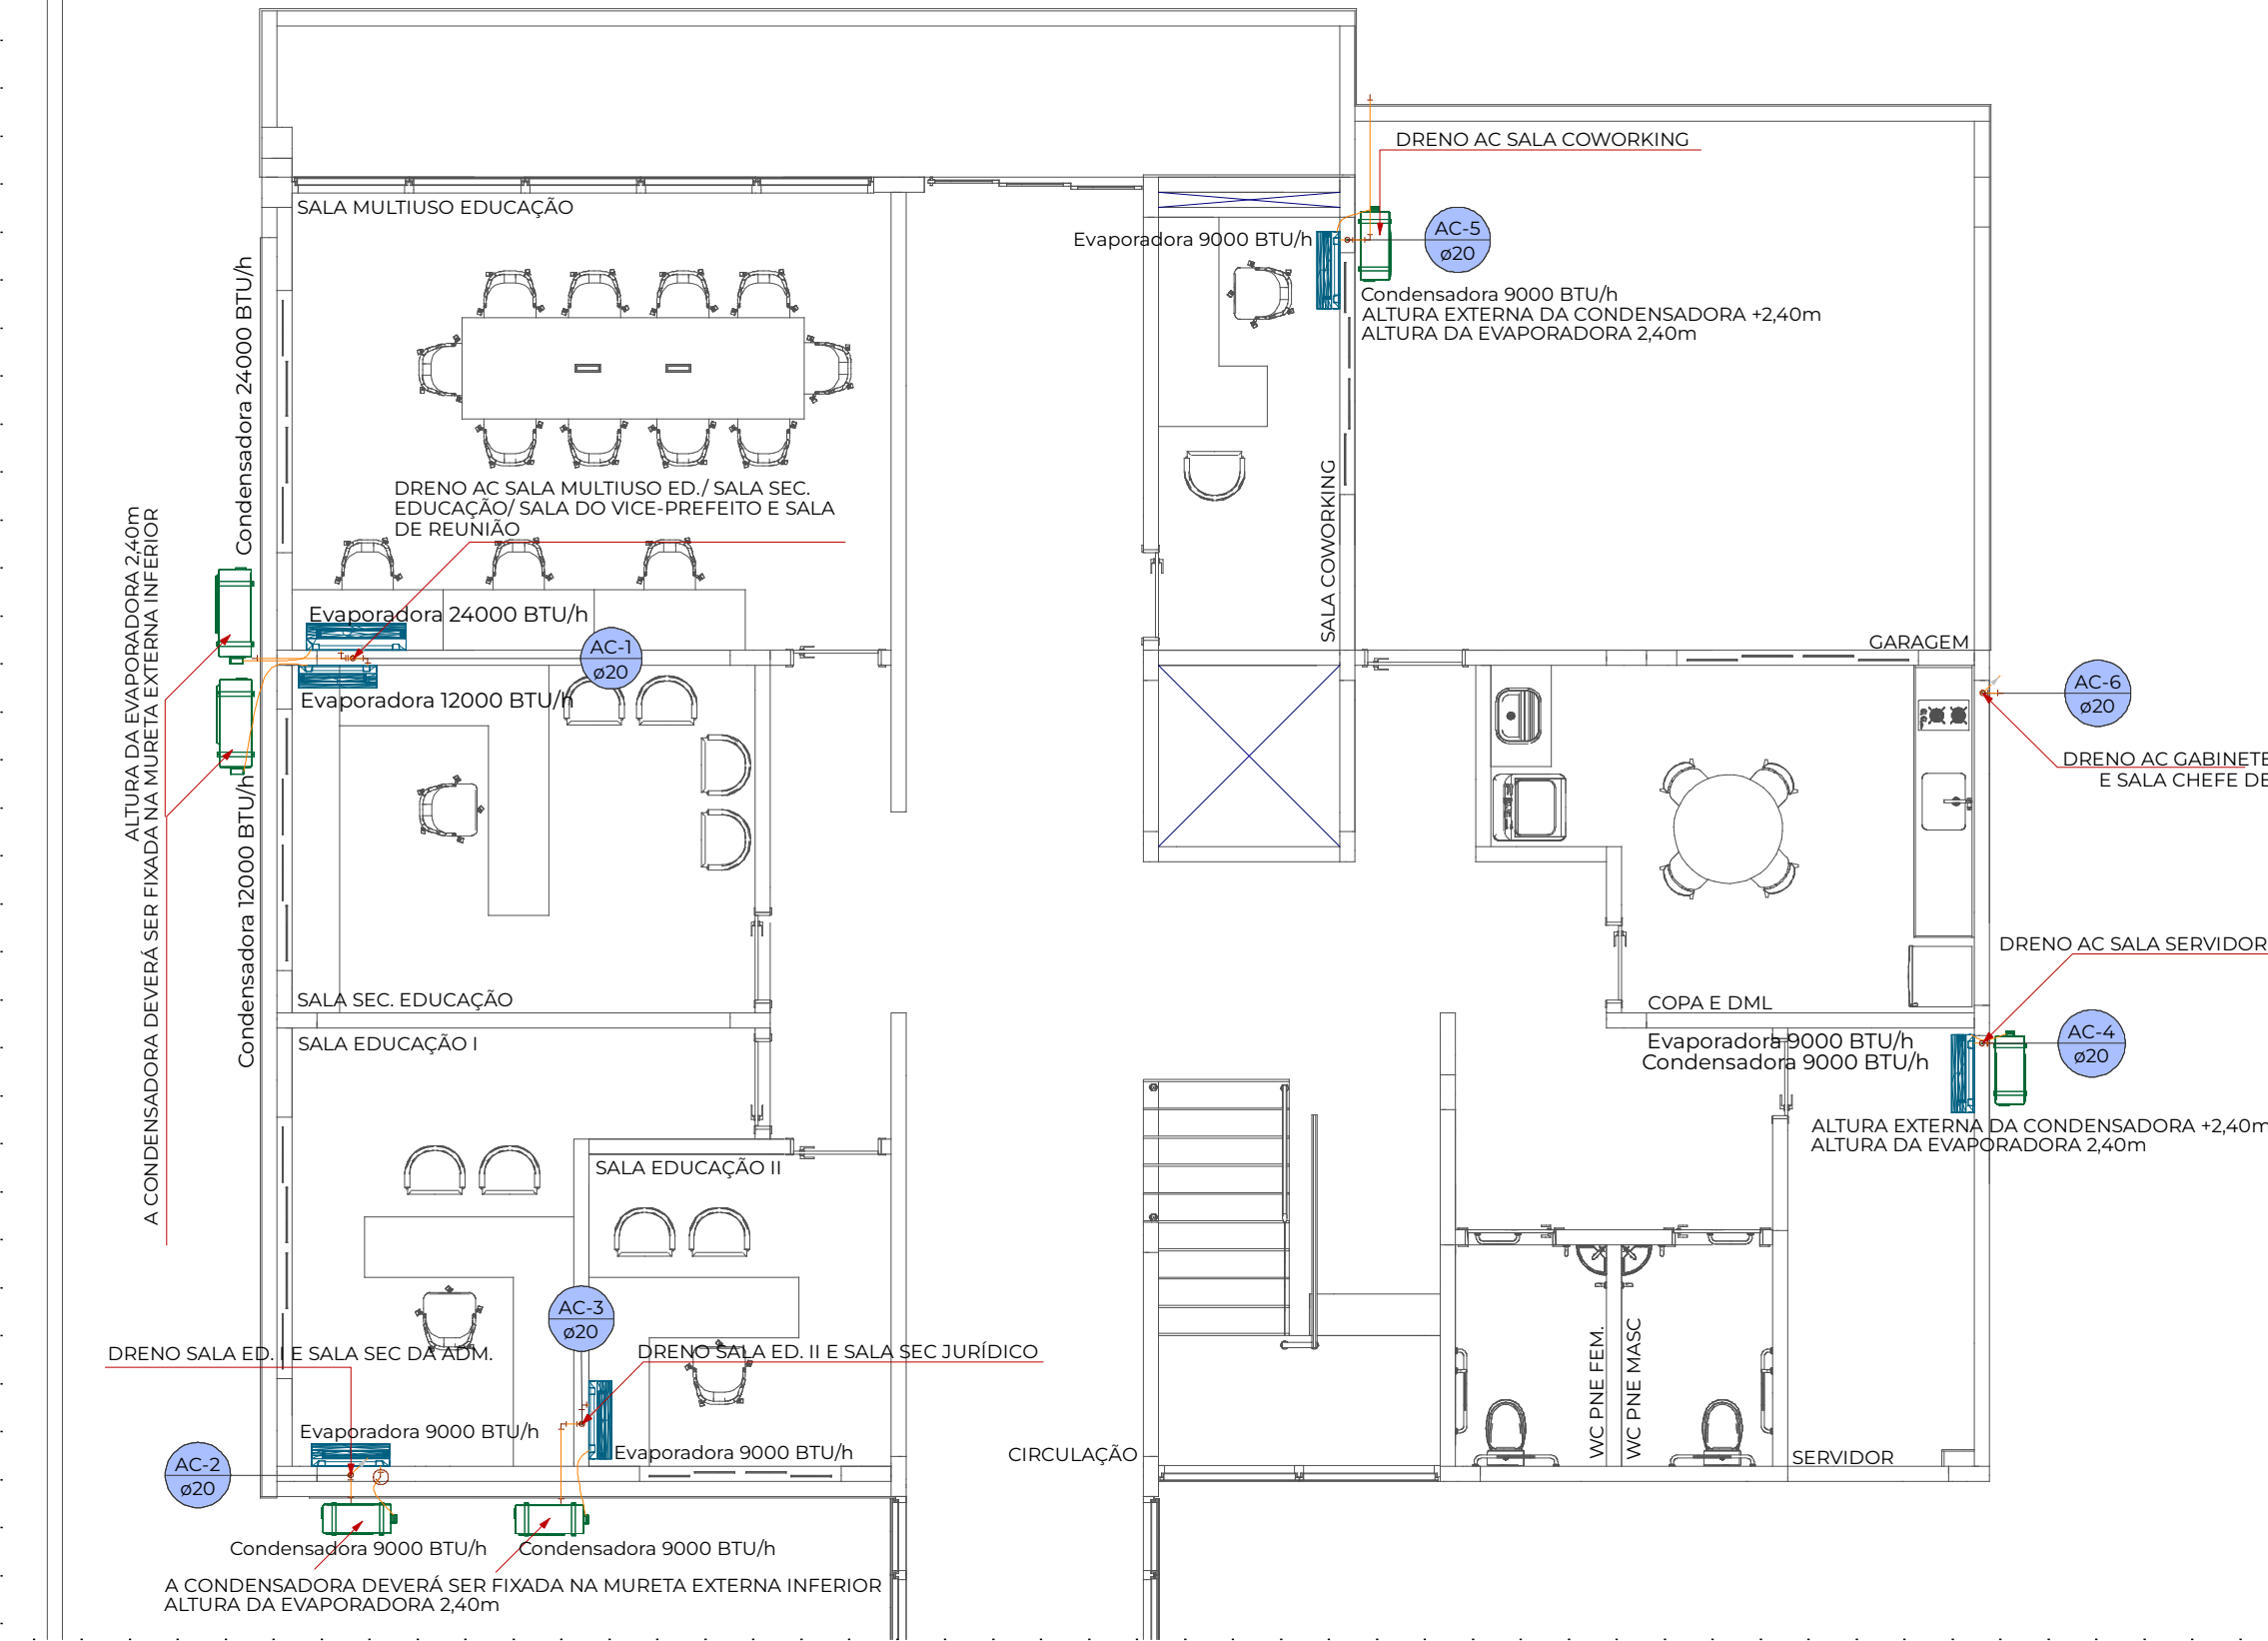 DRENO AC SALA COWORKING
SALA MULTIUSO EDUCAÇÃO
Evaporadora 9000 BTU/h
AC-5
ø20
Condensadora 9000 BTU/h
ALTURA EXTERNA DA CONDENSADORA +2,40m
ALTURA DA EVAPORADORA 2,40m
Condensadora 24000 BTU/h
DRENO AC SALA MULTIUSO ED./ SALA SEC.
EDUCAÇÃO/ SALA DO VICE-PREFEITO E SALA
DE REUNIÃO
SALA COWORKING
ALTURA DA EVAPORADORA 2,40m
A CONDENSADORA DEVERÁ SER FIXADA NA MURETA EXTERNA INFERIOR
Evaporadora 24000 BTU/h
AC-1
ø20
GARAGEM
Evaporadora 12000 BTU/h
AC-6
ø20
DRENO AC GABINETE
E SALA CHEFE DE
Condensadora 12000 BTU/h
DRENO AC SALA SERVIDOR
SALA SEC. EDUCAÇÃO
COPA E DML
SALA EDUCAÇÃO I
Evaporadora 9000 BTU/h
Condensadora 9000 BTU/h
AC-4
ø20
ALTURA EXTERNA DA CONDENSADORA +2,40m
ALTURA DA EVAPORADORA 2,40m
SALA EDUCAÇÃO II
AC-3
ø20
DRENO SALA ED. I E SALA SEC DA ADM.
DRENO SALA ED. II E SALA SEC JURÍDICO
WC PNE FEM.
WC PNE MASC
Evaporadora 9000 BTU/h
Evaporadora 9000 BTU/h
CIRCULAÇÃO
SERVIDOR
AC-2
ø20
Condensadora 9000 BTU/h
Condensadora 9000 BTU/h
A CONDENSADORA DEVERÁ SER FIXADA NA MURETA EXTERNA INFERIOR
ALTURA DA EVAPORADORA 2,40m